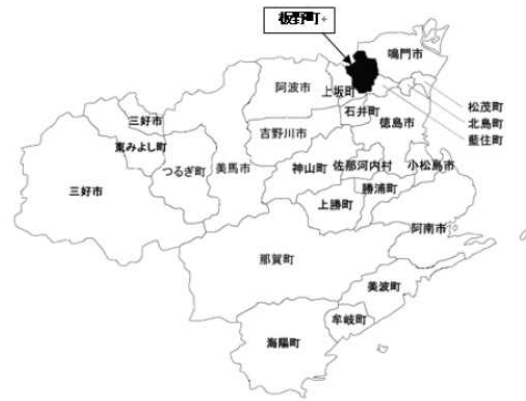 板野町
鳴門市
阿波市
上坂町
松茂町
石井町
北島町
三好市
徳島市
藍住町
吉野川市
東みよし町
つるぎ町
美馬市
神山町
佐那河内村
小松島市
三好市
勝浦町
上勝町
阿南市
那賀町
美波町
牟岐町
海陽町